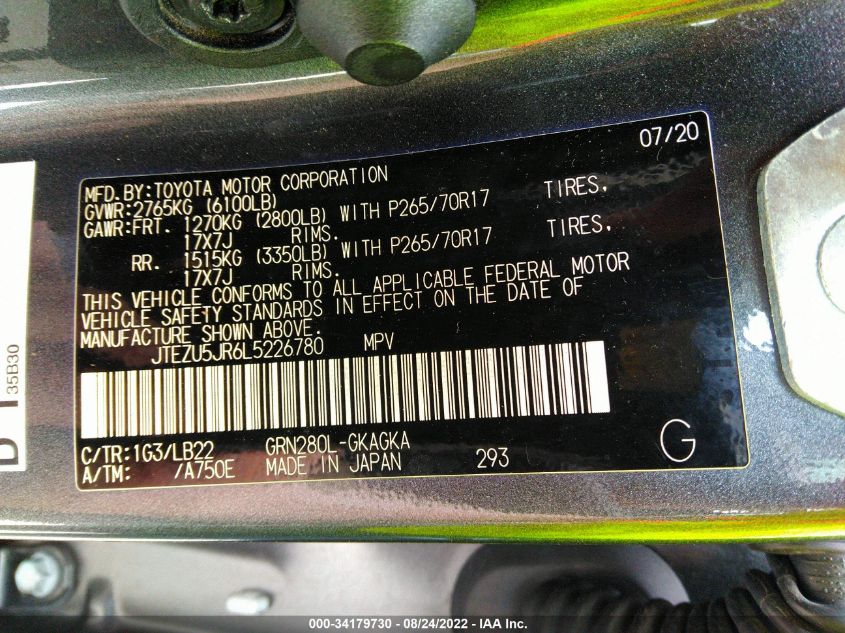 07/20
MFD.BY:TOYOTA MOTOR CORPORATION
GVWR:2765KG (6100LB)
GAWR:FRT. 1270KG (2800LB) WITH P265/70R17 TIRES,
17X7J RIMS.
RR. 1515KG (3350LB) WITH P265/70R17 TIRES,
17X7J RIMS.
THIS VEHICLE CONFORMS TO ALL APPLICABLE FEDERAL MOTOR
VEHICLE SAFETY STANDARDS IN EFFECT ON THE DATE OF
MANUFACTURE SHOWN ABOVE.
JTEZU5JR6L5226780 MPV
C/TR:1G3/LB22 GRN280L-GKAGKA
A/TM: /A750E MADE IN JAPAN 293
G
35B30
000-34179730 - 08/24/2022 - IAA Inc.